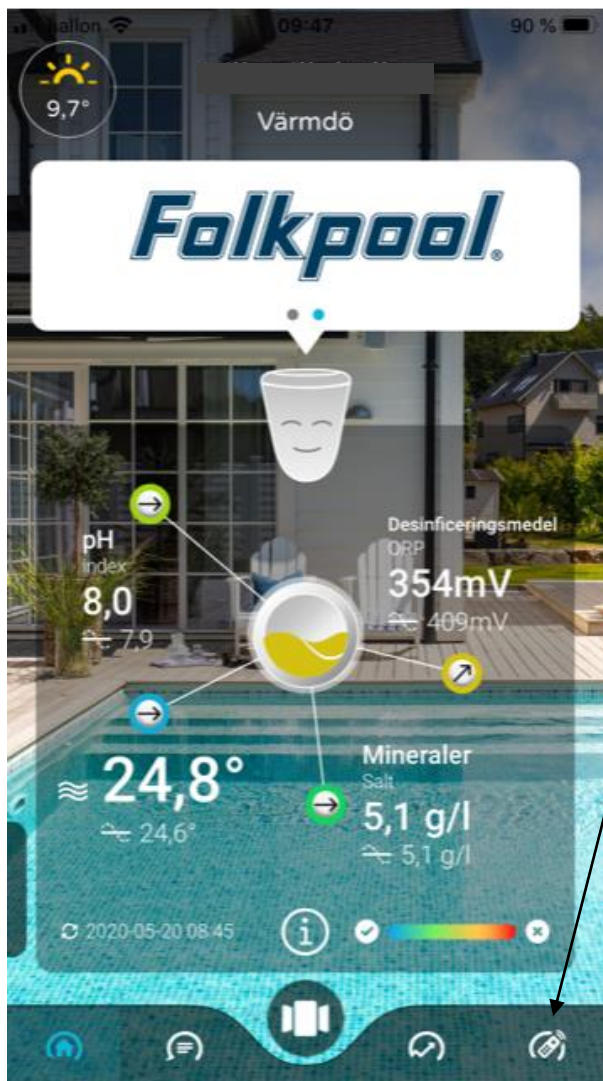 hallon 09:47 90 %
9,7°
Värmdö
Folkpool®
pH
index
8,0
7,9
Desinficeringsmedel
ORP
354mV
409mV
24,8°
24,6°
Mineraler
Salt
5,1 g/l
5,1 g/l
2020-05-20 08:45
i